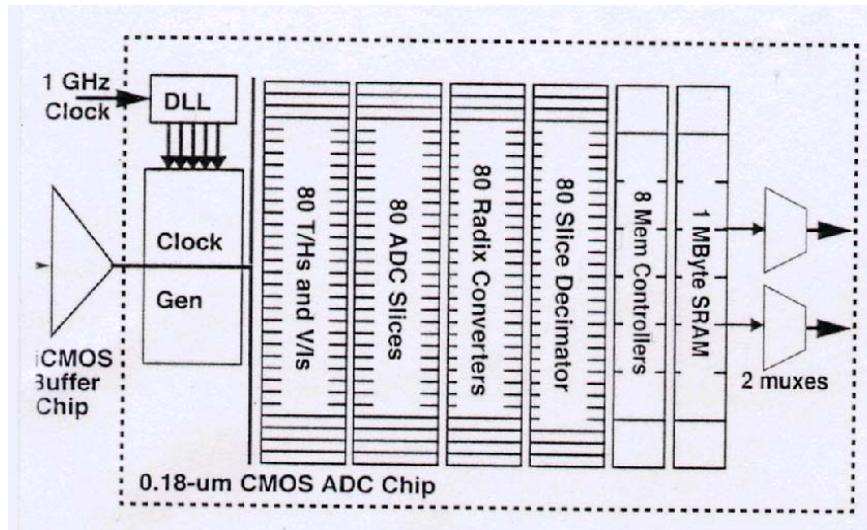 1 GHz
Clock
DLL
Clock
Gen
iCMOS
Buffer
Chip
80 T/Hs and V/Is
80 ADC Slices
80 Radix Converters
80 Slice Decimator
8 Mem Controllers
1 MByte SRAM
2 muxes
0.18-um CMOS ADC Chip